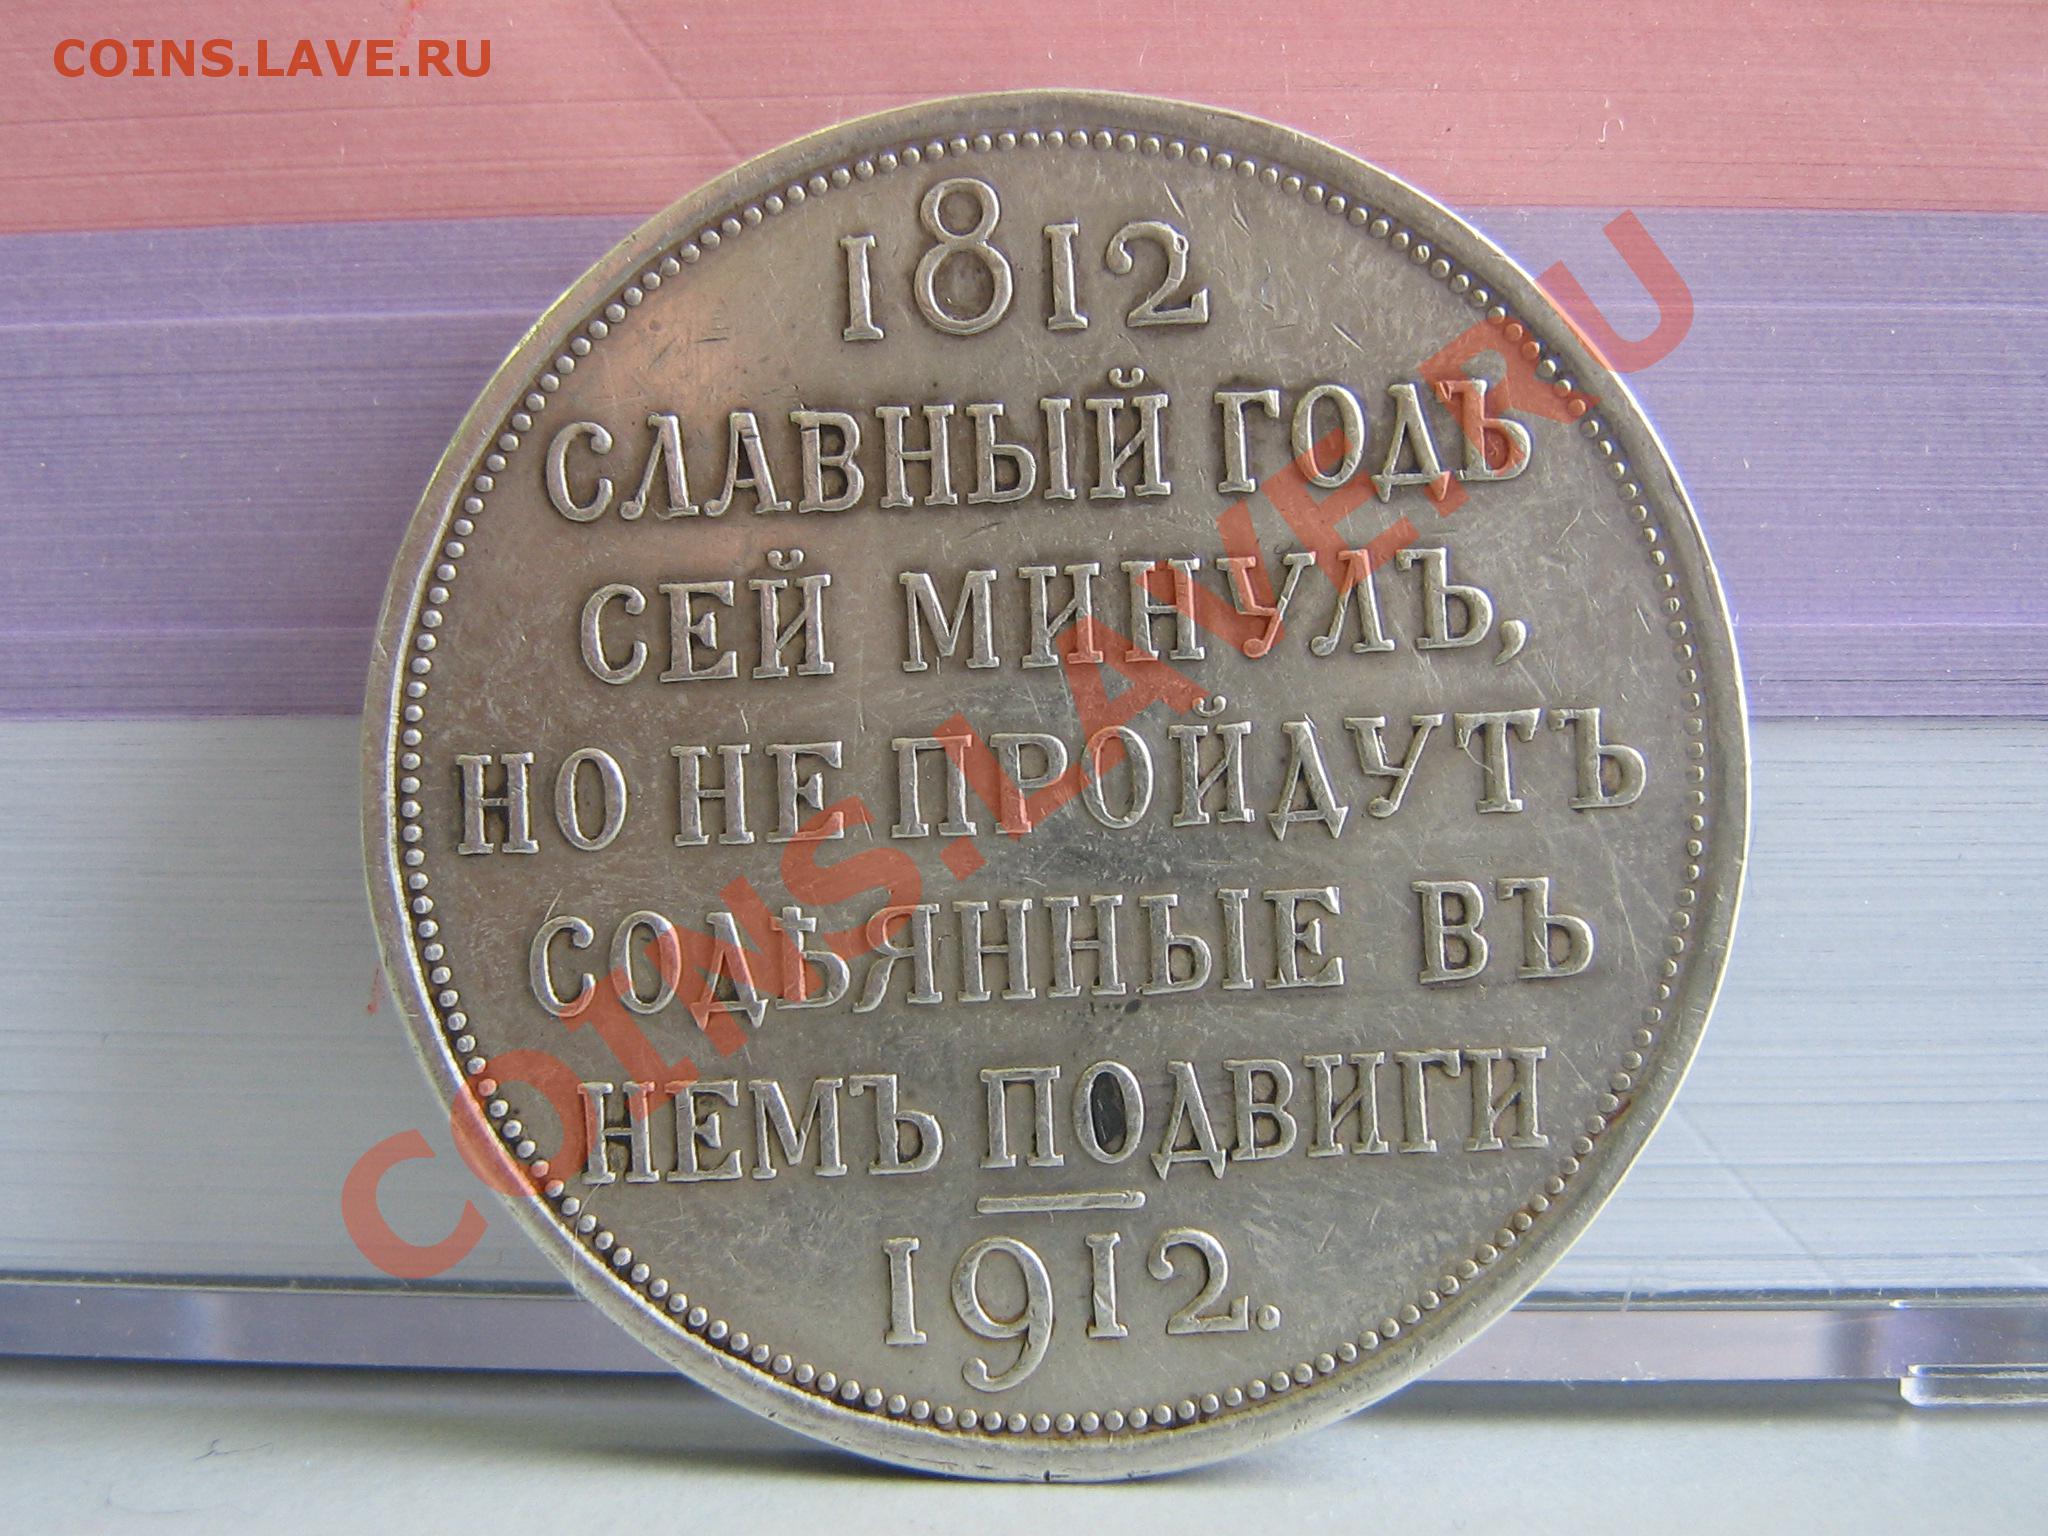 COINS.LAVE.RU
1812
СЛАВНЫЙ ГОДЪ
СЕЙ МИНУЛЪ,
НО НЕ ПРОЙДУТЪ
СОДѢЯННЫЕ ВЪ
НЕМЪ ПОДВИГИ
1912.
COINS.LAVE.RU